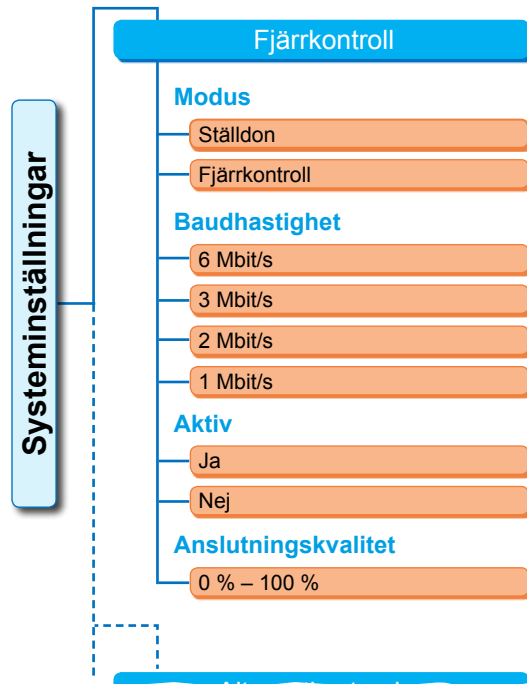 Systeminställningar
Fjärrkontroll
Modus
Ställdon
Fjärrkontroll
Baudhastighet
6 Mbit/s
3 Mbit/s
2 Mbit/s
1 Mbit/s
Aktiv
Ja
Nej
Anslutningskvalitet
0 % – 100 %